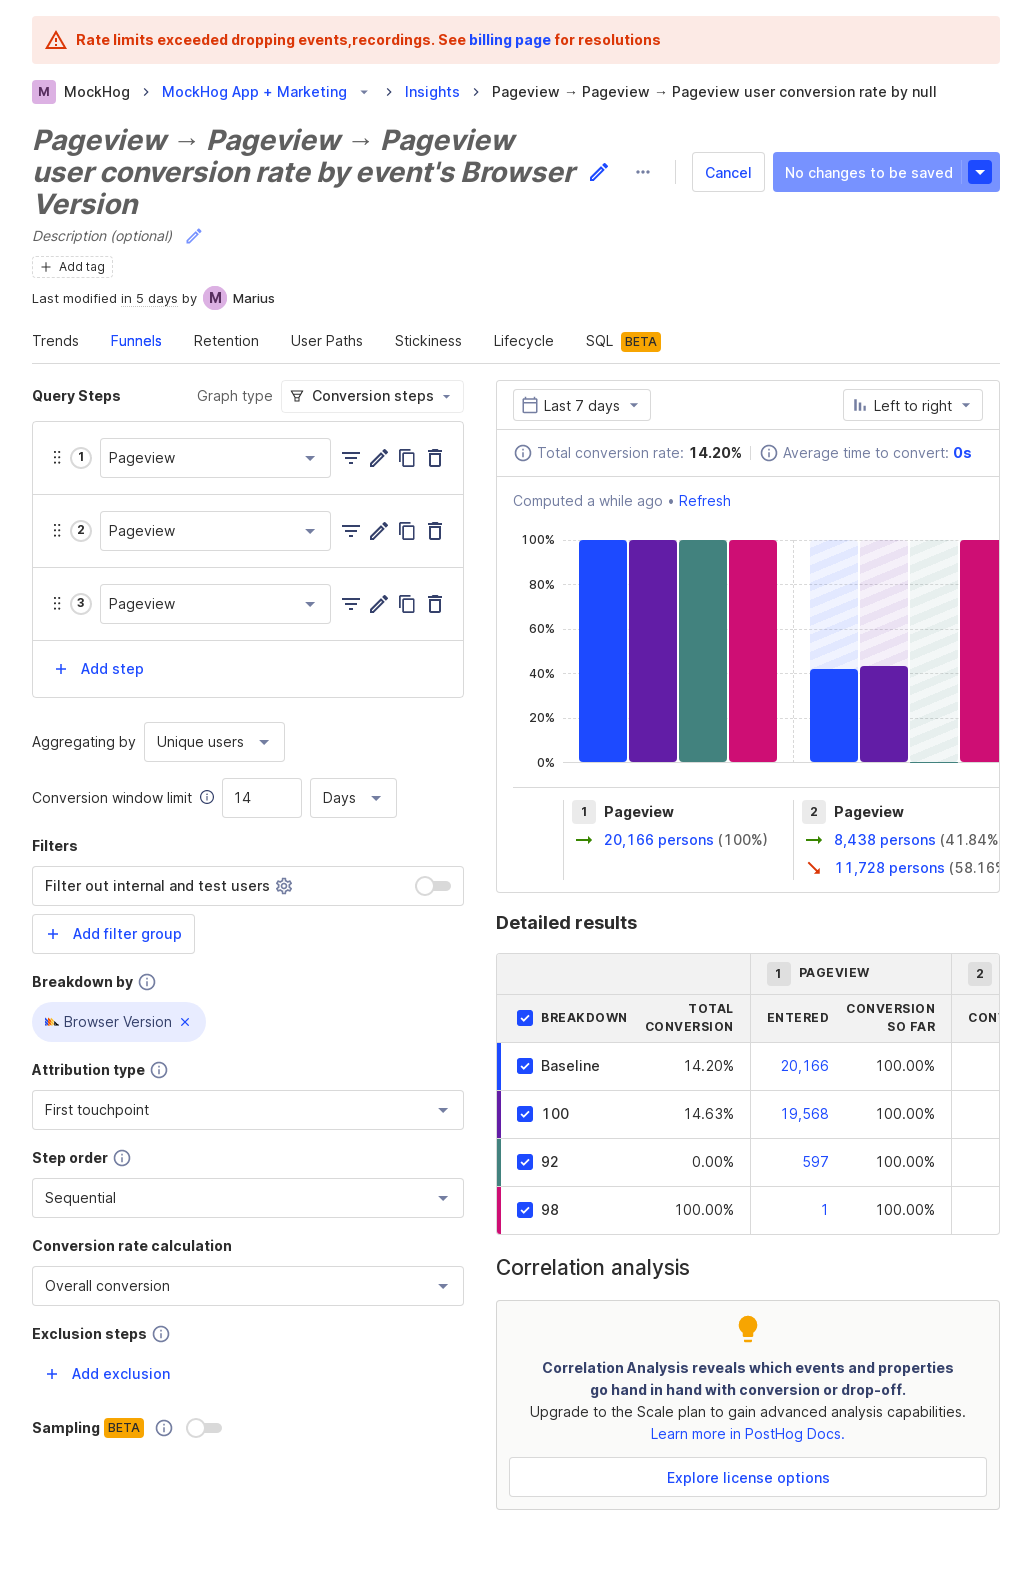 Rate limits exceeded dropping events,recordings. See billing page for resolutions
M MockHog MockHog App + Marketing Insights Pageview → Pageview → Pageview user conversion rate by null
Pageview → Pageview → Pageview
user conversion rate by event's Browser
Version
Cancel
No changes to be saved
Description (optional)
Add tag
Last modified in 5 days by M Marius
Trends Funnels Retention User Paths Stickiness Lifecycle SQL BETA
Query Steps
Graph type Conversion steps
1 Pageview
2 Pageview
3 Pageview
Add step
Aggregating by Unique users
Conversion window limit 14 Days
Filters
Filter out internal and test users
Add filter group
Breakdown by
Browser Version
Attribution type
First touchpoint
Step order
Sequential
Conversion rate calculation
Overall conversion
Exclusion steps
Add exclusion
Sampling BETA
Last 7 days
Left to right
Total conversion rate: 14.20% Average time to convert: 0s
Computed a while ago • Refresh
100%
80%
60%
40%
20%
0%
1 Pageview
20,166 persons (100%)
2 Pageview
8,438 persons (41.84%
11,728 persons (58.16%
Detailed results
1 PAGEVIEW 2
BREAKDOWN TOTAL CONVERSION ENTERED CONVERSION SO FAR
Baseline 14.20% 20,166 100.00%
100 14.63% 19,568 100.00%
92 0.00% 597 100.00%
98 100.00% 1 100.00%
Correlation analysis
Correlation Analysis reveals which events and properties
go hand in hand with conversion or drop-off.
Upgrade to the Scale plan to gain advanced analysis capabilities.
Learn more in PostHog Docs.
Explore license options